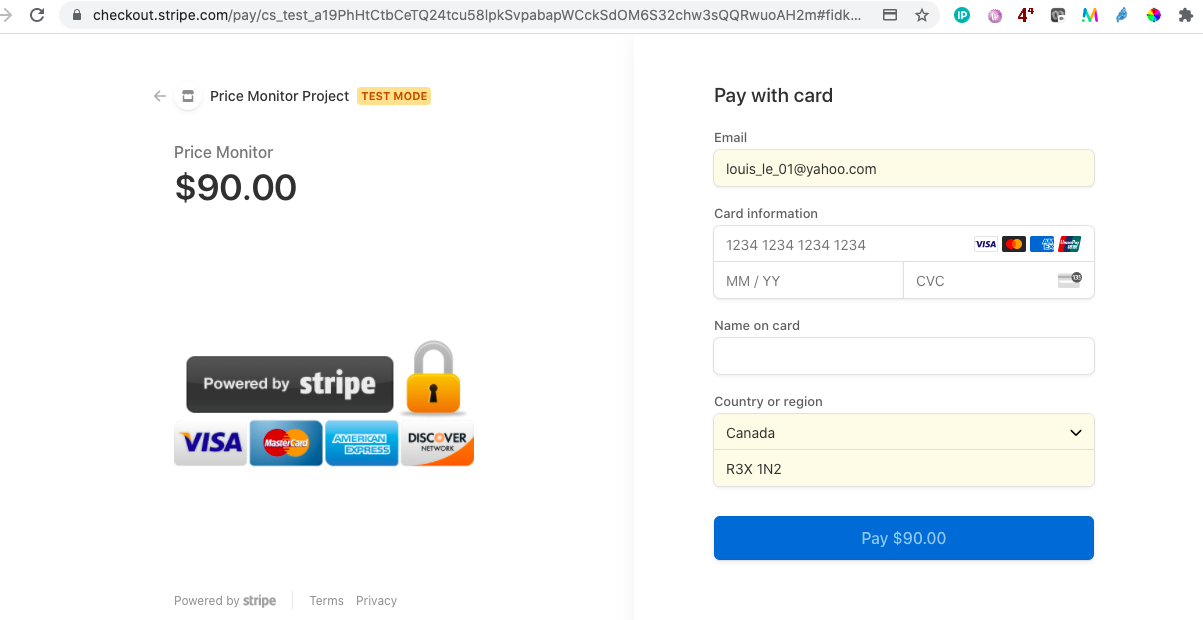 checkout.stripe.com/pay/cs_test_a19PhHtCtbCeTQ24tcu58lpkSvpabapWCckSdOM6S32chw3sQQRwuoAH2m#fidk...
Price Monitor Project TEST MODE
Price Monitor
$90.00
Powered by stripe
VISA MasterCard AMERICAN EXPRESS DISCOVER NETWORK
Powered by stripe Terms Privacy
Pay with card
Email
louis_le_01@yahoo.com
Card information
1234 1234 1234 1234 VISA
MM / YY CVC
Name on card
Country or region
Canada
R3X 1N2
Pay $90.00